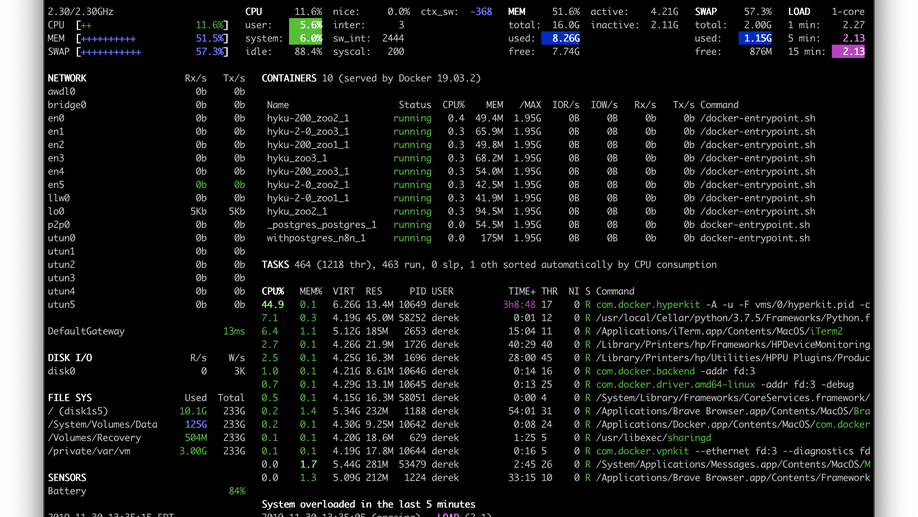 2.30/2.30GHz CPU 11.6% nice: 0.0% ctx_sw: -368 MEM 51.6% active: 4.21G SWAP 57.3% LOAD 1-core
CPU [++ 11.6%] user: 5.6% inter: 3 total: 16.0G inactive: 2.11G total: 2.00G 1 min: 2.27
MEM [++++++++++ 51.5%] system: 6.0% sw_int: 2444 used: 8.26G used: 1.15G 5 min: 2.13
SWAP [+++++++++++ 57.3%] idle: 88.4% syscal: 200 free: 7.74G free: 876M 15 min: 2.13
NETWORK Rx/s Tx/s
awdl0 0b 0b
bridge0 0b 0b
en0 0b 0b
en1 0b 0b
en2 0b 0b
en3 0b 0b
en4 0b 0b
en5 0b 0b
llw0 0b 0b
lo0 5Kb 5Kb
p2p0 0b 0b
utun0 0b 0b
utun1 0b 0b
utun2 0b 0b
utun3 0b 0b
utun4 0b 0b
utun5 0b 0b
DefaultGateway 13ms
DISK I/O R/s W/s
disk0 0 3K
FILE SYS Used Total
/ (disk1s5) 10.1G 233G
/System/Volumes/Data 125G 233G
/Volumes/Recovery 504M 233G
/private/var/vm 3.00G 233G
SENSORS
Battery 84%
CONTAINERS 10 (served by Docker 19.03.2)
Name Status CPU% MEM /MAX IOR/s IOW/s Rx/s Tx/s Command
hyku-200_zoo2_1 running 0.4 49.4M 1.95G 0B 0B 0b 0b /docker-entrypoint.sh
hyku-2-0_zoo3_1 running 0.3 65.9M 1.95G 0B 0B 0b 0b /docker-entrypoint.sh
hyku-200_zoo1_1 running 0.3 49.8M 1.95G 0B 0B 0b 0b /docker-entrypoint.sh
hyku_zoo3_1 running 0.3 68.2M 1.95G 0B 0B 0b 0b /docker-entrypoint.sh
hyku-200_zoo3_1 running 0.3 54.0M 1.95G 0B 0B 0b 0b /docker-entrypoint.sh
hyku-2-0_zoo2_1 running 0.3 42.5M 1.95G 0B 0B 0b 0b /docker-entrypoint.sh
hyku-2-0_zoo1_1 running 0.3 41.9M 1.95G 0B 0B 0b 0b /docker-entrypoint.sh
hyku_zoo2_1 running 0.3 94.5M 1.95G 0B 0B 0b 0b /docker-entrypoint.sh
_postgres_postgres_1 running 0.0 54.5M 1.95G 0B 0B 0b 0b docker-entrypoint.sh
withpostgres_n8n_1 running 0.0 175M 1.95G 0B 0B 0b 0b docker-entrypoint.sh
TASKS 464 (1218 thr), 463 run, 0 slp, 1 oth sorted automatically by CPU consumption
CPU% MEM% VIRT RES PID USER TIME+ THR NI S Command
44.9 0.1 6.26G 13.4M 10649 derek 3h8:48 17 0 R com.docker.hyperkit -A -u -F vms/0/hyperkit.pid -c
7.1 0.3 4.19G 45.0M 58252 derek 0:01 12 0 R /usr/local/Cellar/python/3.7.5/Frameworks/Python.f
6.4 1.1 5.12G 185M 2653 derek 15:04 11 0 R /Applications/iTerm.app/Contents/MacOS/iTerm2
2.7 0.1 4.26G 21.9M 1726 derek 40:29 40 0 R /Library/Printers/hp/Frameworks/HPDeviceMonitoring
2.5 0.1 4.25G 16.3M 1696 derek 28:00 45 0 R /Library/Printers/hp/Utilities/HPPU Plugins/Produc
1.0 0.1 4.21G 8.61M 10646 derek 0:14 16 0 R com.docker.backend -addr fd:3
0.7 0.1 4.29G 13.1M 10645 derek 0:13 25 0 R com.docker.driver.amd64-linux -addr fd:3 -debug
0.5 0.1 4.15G 16.3M 58051 derek 0:00 4 0 R /System/Library/Frameworks/CoreServices.framework/
0.2 1.4 5.34G 232M 1188 derek 54:01 31 0 R /Applications/Brave Browser.app/Contents/MacOS/Bra
0.2 0.1 4.30G 9.25M 10642 derek 0:08 24 0 R /Applications/Docker.app/Contents/MacOS/com.docker
0.1 0.1 4.20G 18.6M 629 derek 1:25 5 0 R /usr/libexec/sharingd
0.1 0.1 4.19G 17.8M 10644 derek 0:16 5 0 R com.docker.vpnkit --ethernet fd:3 --diagnostics fd
0.0 1.7 5.44G 281M 53479 derek 2:45 26 0 R /System/Applications/Messages.app/Contents/MacOS/M
0.0 1.3 5.09G 212M 1224 derek 33:15 10 0 R /Applications/Brave Browser.app/Contents/Framework
System overloaded in the last 5 minutes